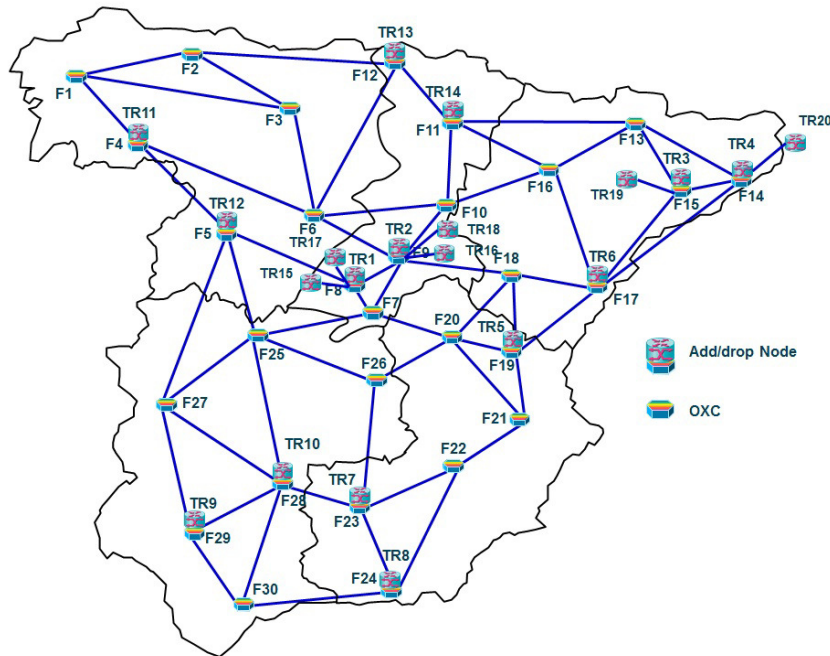 TR13
F2
F12
F1
TR14
TR11
F3
F11
F13
TR20
TR4
TR3
F4
F16
TR19
F14
F15
TR12
F10
F6
F5
TR2
TR18
TR17
TR16
F9
F18
TR6
TR15
TR1
F8
F17
F7
F20
TR5
F25
F19
Add/drop Node
F26
F27
F21
OXC
F22
TR10
F28
TR7
TR9
F23
F29
TR8
F24
F30